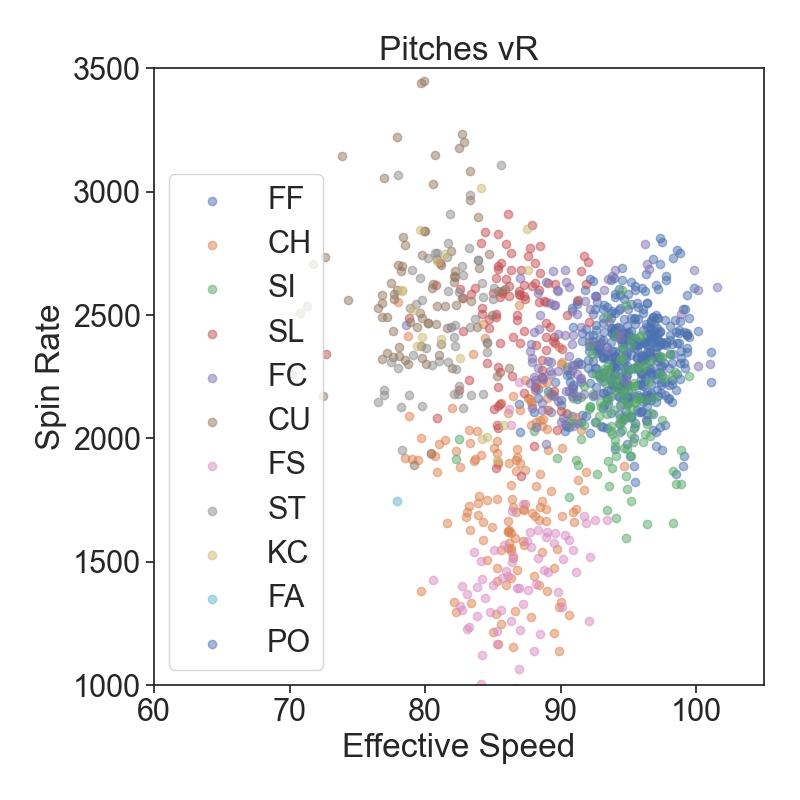 Pitches vR
3500
3000
2500
2000
1500
1000
Spin Rate
FF
CH
SI
SL
FC
CU
FS
ST
KC
FA
PO
60 70 80 90 100
Effective Speed